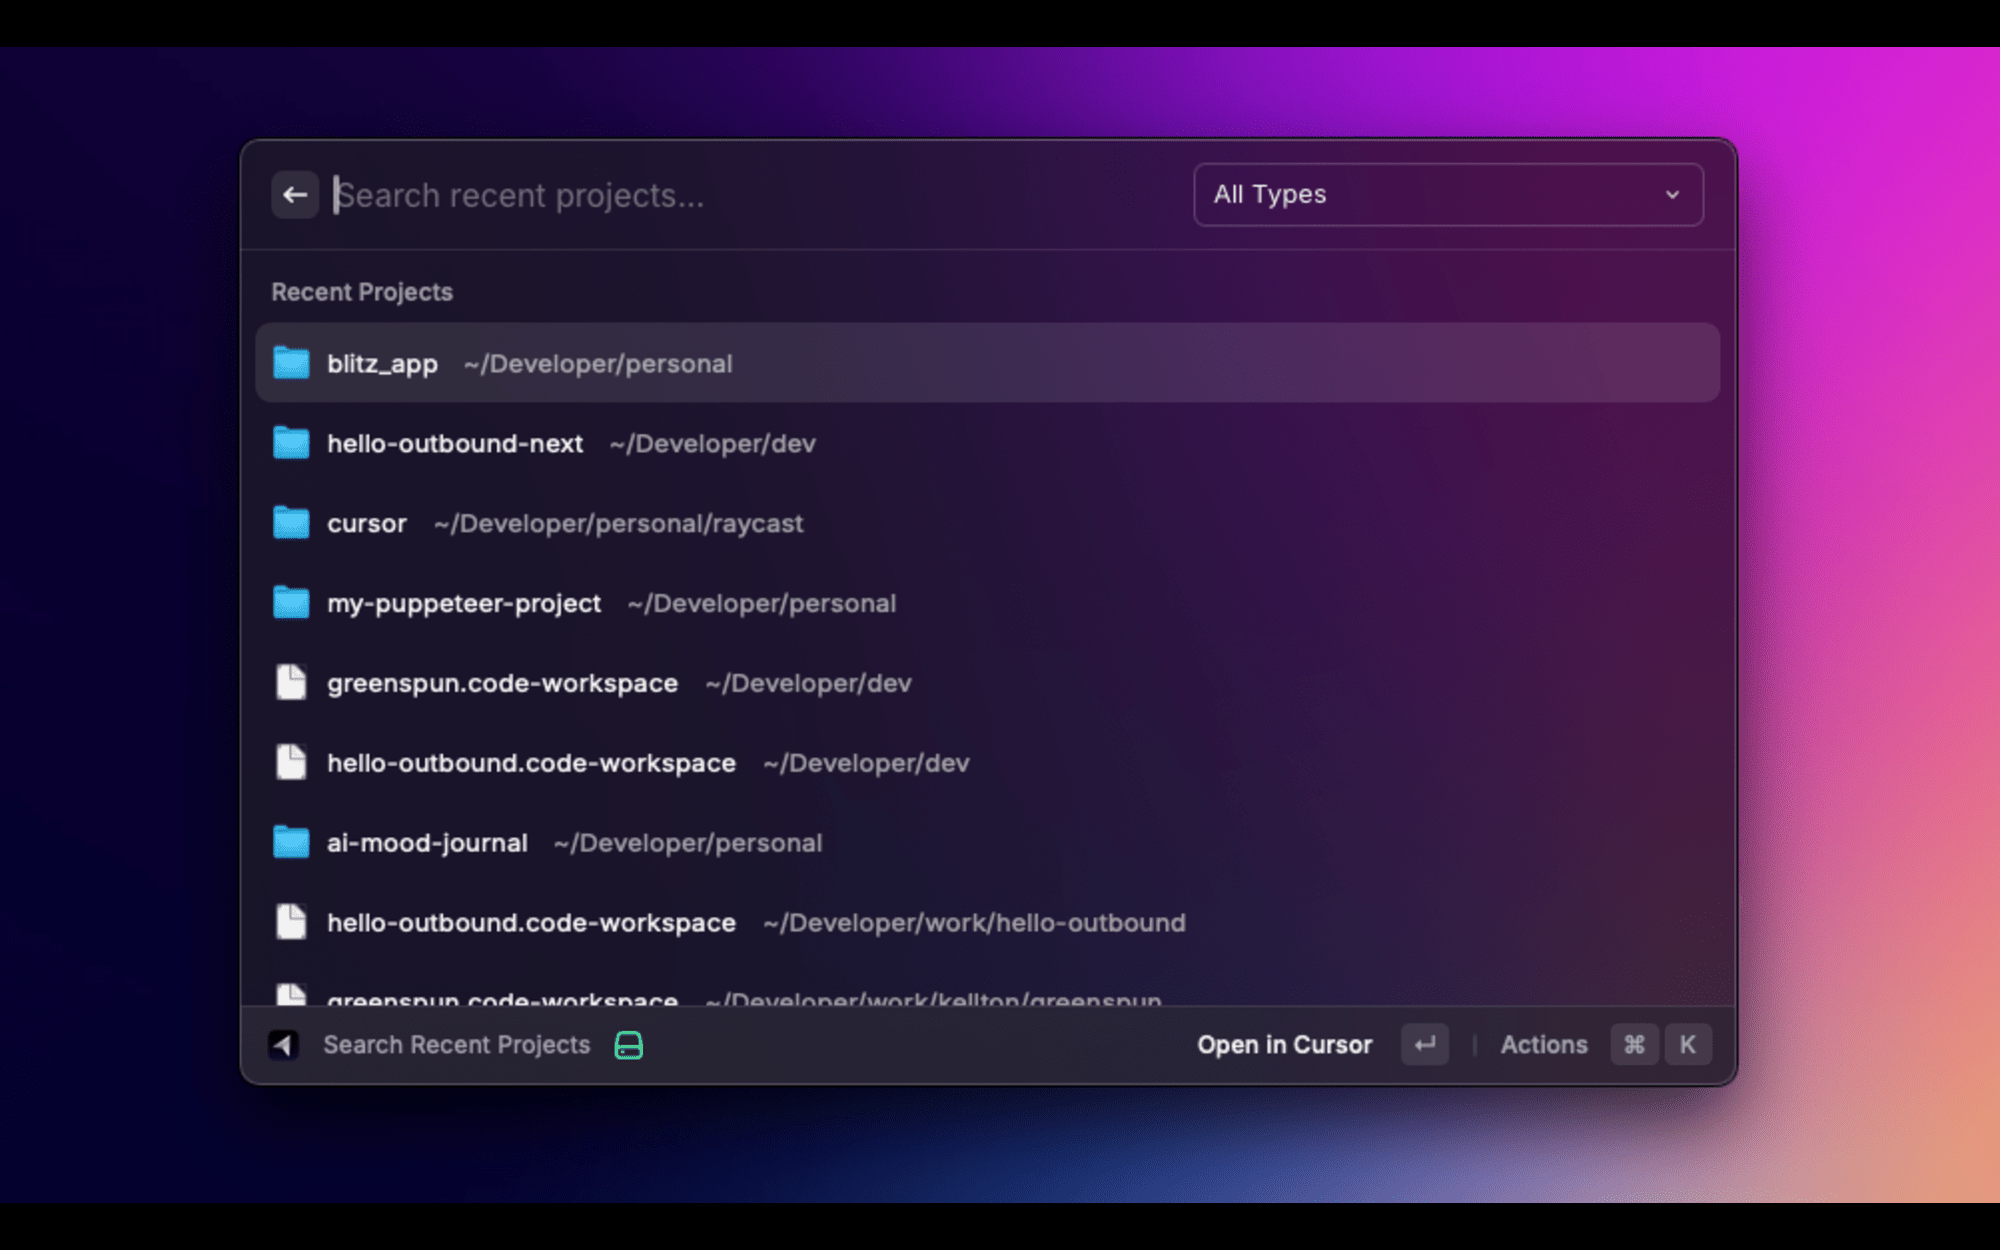 Search recent projects...
All Types
Recent Projects
blitz_app ~/Developer/personal
hello-outbound-next ~/Developer/dev
cursor ~/Developer/personal/raycast
my-puppeteer-project ~/Developer/personal
greenspun.code-workspace ~/Developer/dev
hello-outbound.code-workspace ~/Developer/dev
ai-mood-journal ~/Developer/personal
hello-outbound.code-workspace ~/Developer/work/hello-outbound
greenspun.code-workspace ~/Developer/work/kellton/greenspun
Search Recent Projects Open in Cursor ↵ | Actions ⌘ K